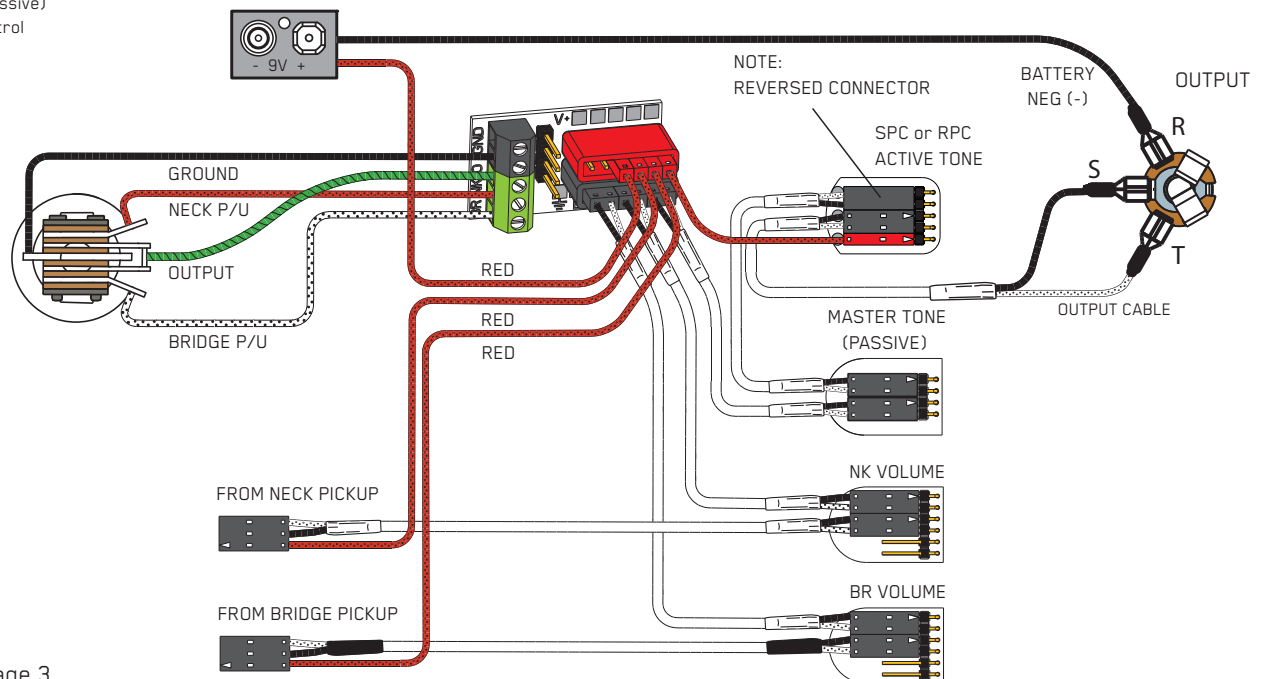 ssive)
trol
- 9V +
NOTE:
REVERSED CONNECTOR
BATTERY
NEG (-)
OUTPUT
SPC or RPC
ACTIVE TONE
R
S
T
V+
GND
GROUND
NECK P/U
OUTPUT
BRIDGE P/U
RED
RED
RED
OUTPUT CABLE
MASTER TONE
(PASSIVE)
NK VOLUME
FROM NECK PICKUP
BR VOLUME
FROM BRIDGE PICKUP
age 3